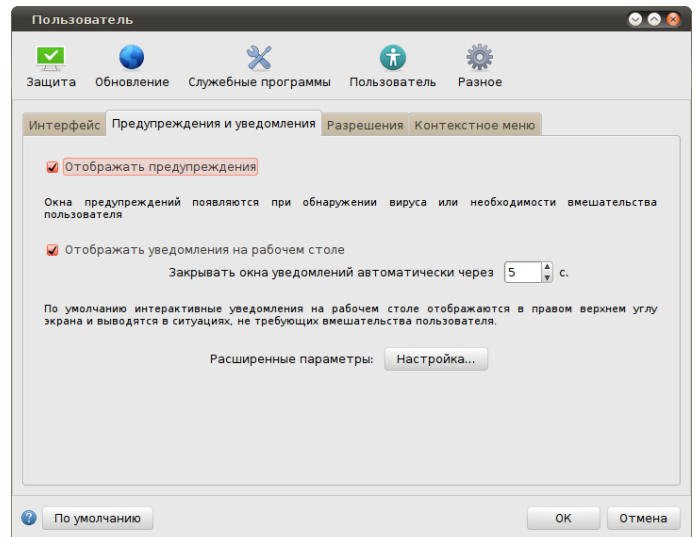 Пользователь
Защита Обновление Служебные программы Пользователь Разное
Интерфейс Предупреждения и уведомления Разрешения Контекстное меню
Отображать предупреждения
Окна предупреждений появляются при обнаружении вируса или необходимости вмешательства
пользователя
Отображать уведомления на рабочем столе
Закрывать окна уведомлений автоматически через 5 с.
По умолчанию интерактивные уведомления на рабочем столе отображаются в правом верхнем углу
экрана и выводятся в ситуациях, не требующих вмешательства пользователя.
Расширенные параметры: Настройка...
? По умолчанию OK Отмена